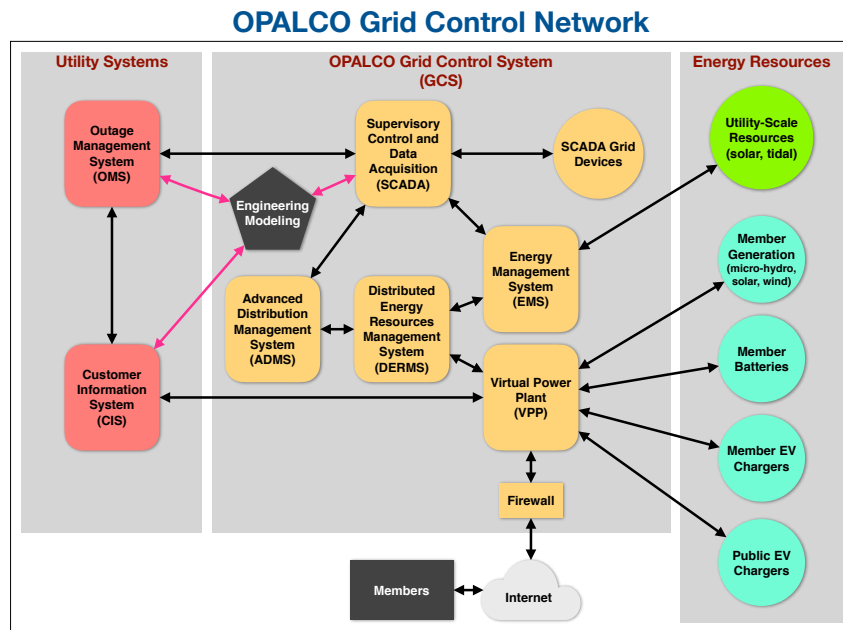 OPALCO Grid Control Network
Utility Systems
OPALCO Grid Control System
(GCS)
Energy Resources
Outage
Management
System
(OMS)
Supervisory
Control and
Data
Acquisition
(SCADA)
SCADA Grid
Devices
Utility-Scale
Resources
(solar, tidal)
Engineering
Modeling
Member
Generation
(micro-hydro,
solar, wind)
Energy
Management
System
(EMS)
Advanced
Distribution
Management
System
(ADMS)
Distributed
Energy
Resources
Management
System
(DERMS)
Member
Batteries
Customer
Information
System
(CIS)
Virtual Power
Plant
(VPP)
Member EV
Chargers
Firewall
Public EV
Chargers
Members
Internet